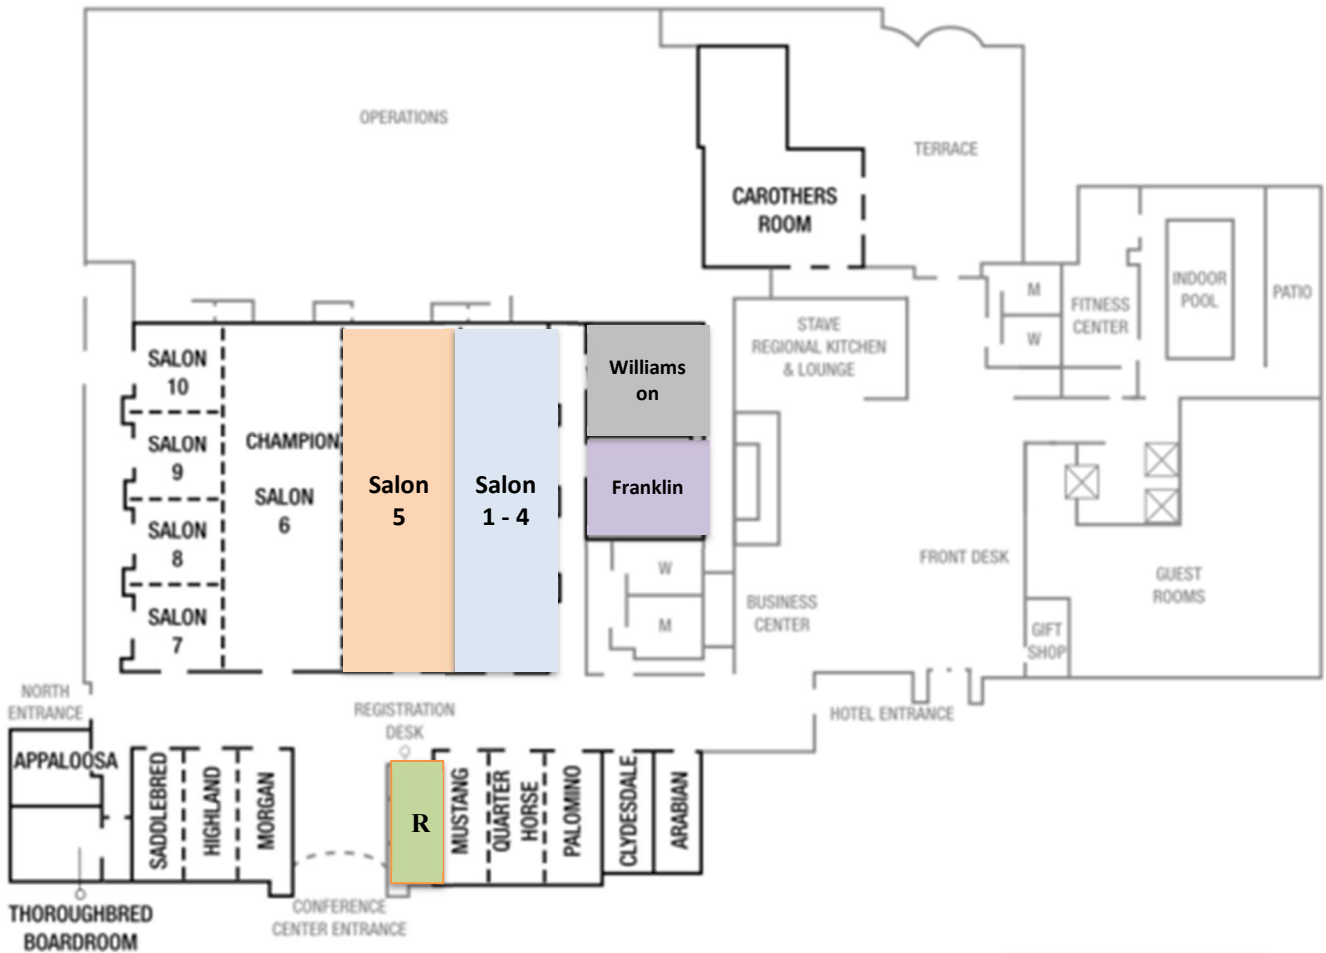 OPERATIONS
TERRACE
CAROTHERS
ROOM
INDOOR
POOL
PATIO
M
FITNESS
CENTER
W
STAVE
REGIONAL KITCHEN
& LOUNGE
SALON
10
Williams
on
CHAMPION
SALON
9
SALON
6
Salon
5
Salon
1 - 4
Franklin
SALON
8
SALON
7
W
M
BUSINESS
CENTER
FRONT DESK
GUEST
ROOMS
GIFT
SHOP
NORTH
ENTRANCE
REGISTRATION
DESK
HOTEL ENTRANCE
APPALOOSA
SADDLEBRED
HIGHLAND
MORGAN
R
MUSTANG
QUARTER
HORSE
PALOMINO
CLYDESDALE
ARABIAN
THOROUGHBRED
BOARDROOM
CONFERENCE
CENTER ENTRANCE